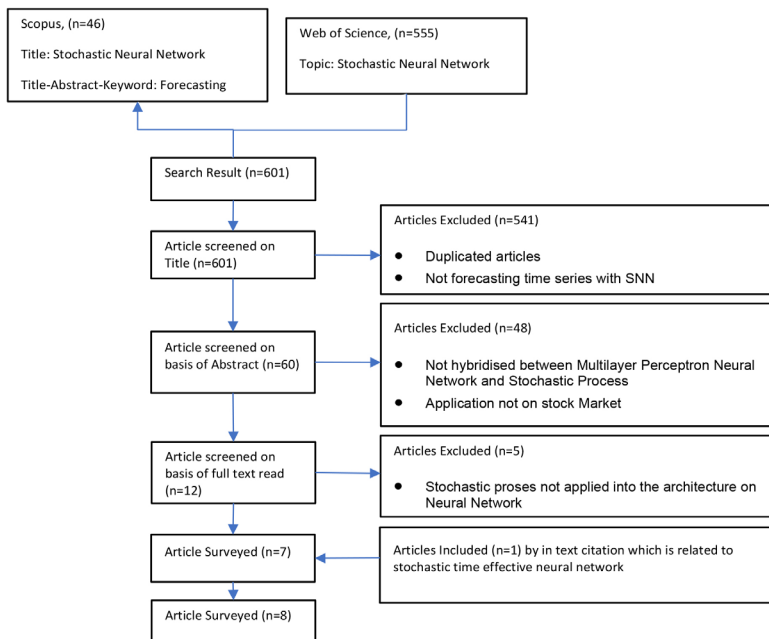 Scopus, (n=46)
Title: Stochastic Neural Network
Title-Abstract-Keyword: Forecasting
Web of Science, (n=555)
Topic: Stochastic Neural Network
Search Result (n=601)
Article screened on
Title (n=601)
Articles Excluded (n=541)
● Duplicated articles
● Not forecasting time series with SNN
Article screened on
basis of Abstract (n=60)
Articles Excluded (n=48)
● Not hybridised between Multilayer Perceptron Neural
Network and Stochastic Process
● Application not on stock Market
Article screened on
basis of full text read
(n=12)
Articles Excluded (n=5)
● Stochastic proses not applied into the architecture on
Neural Network
Article Surveyed (n=7)
Articles Included (n=1) by in text citation which is related to
stochastic time effective neural network
Article Surveyed (n=8)